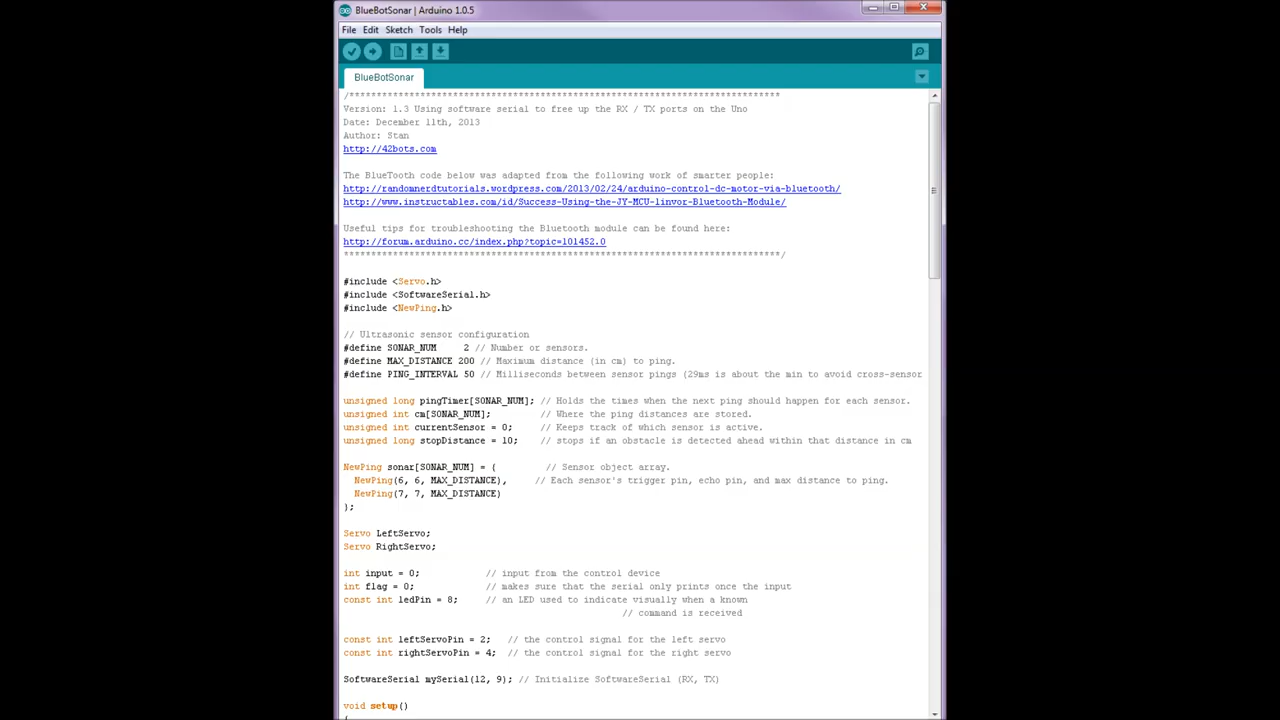 BlueBotSonar | Arduino 1.0.5
File Edit Sketch Tools Help
BlueBotSonar
/*******************************************************************************
Version: 1.3 Using software serial to free up the RX / TX ports on the Uno
Date: December 11th, 2013
Author: Stan
http://42bots.com
The BlueTooth code below was adapted from the following work of smarter people:
http://randomnerdtutorials.wordpress.com/2013/02/24/arduino-control-dc-motor-via-bluetooth/
http://www.instructables.com/id/Success-Using-the-JY-MCU-linvor-Bluetooth-Module/
Useful tips for troubleshooting the Bluetooth module can be found here:
http://forum.arduino.cc/index.php?topic=101452.0
********************************************************************************/
#include <Servo.h>
#include <SoftwareSerial.h>
#include <NewPing.h>
// Ultrasonic sensor configuration
#define SONAR_NUM     2 // Number or sensors.
#define MAX_DISTANCE 200 // Maximum distance (in cm) to ping.
#define PING_INTERVAL 50 // Milliseconds between sensor pings (29ms is about the min to avoid cross-sensor
unsigned long pingTimer[SONAR_NUM]; // Holds the times when the next ping should happen for each sensor.
unsigned int cm[SONAR_NUM];         // Where the ping distances are stored.
unsigned int currentSensor = 0;     // Keeps track of which sensor is active.
unsigned long stopDistance = 10;    // stops if an obstacle is detected ahead within that distance in cm
NewPing sonar[SONAR_NUM] = {         // Sensor object array.
  NewPing(6, 6, MAX_DISTANCE),     // Each sensor's trigger pin, echo pin, and max distance to ping.
  NewPing(7, 7, MAX_DISTANCE)
};
Servo LeftServo;
Servo RightServo;
int input = 0;            // input from the control device
int flag = 0;             // makes sure that the serial only prints once the input
const int ledPin = 8;     // an LED used to indicate visually when a known
                                                   // command is received
const int leftServoPin = 2;   // the control signal for the left servo
const int rightServoPin = 4;  // the control signal for the right servo
SoftwareSerial mySerial(12, 9); // Initialize SoftwareSerial (RX, TX)
void setup()